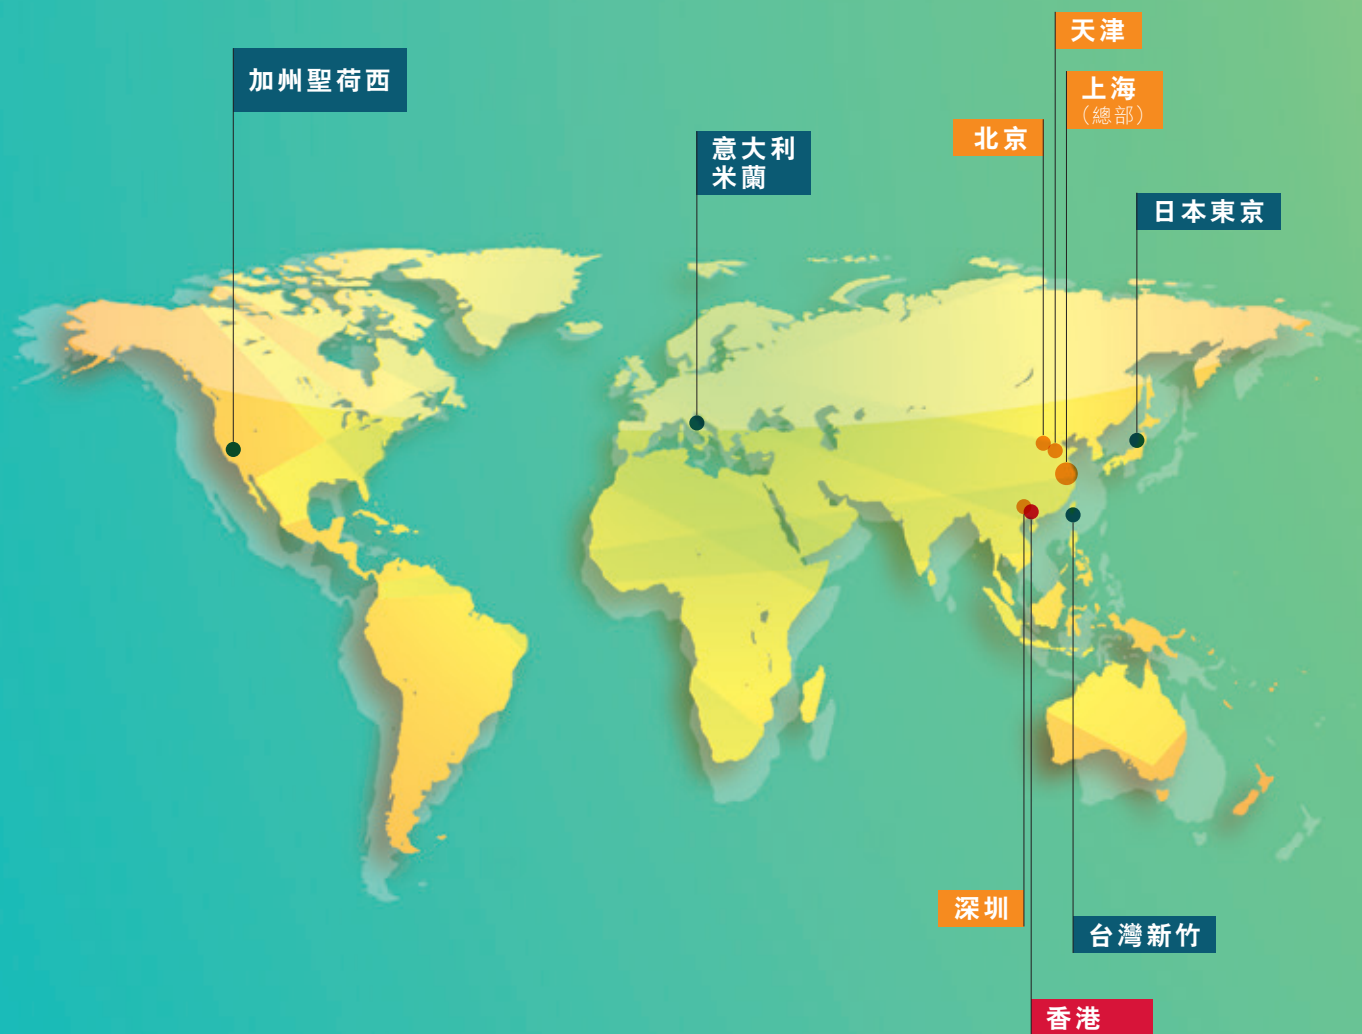 天津
加州聖荷西
上海
（總部）
北京
意大利
米蘭
日本東京
深圳
台灣新竹
香港